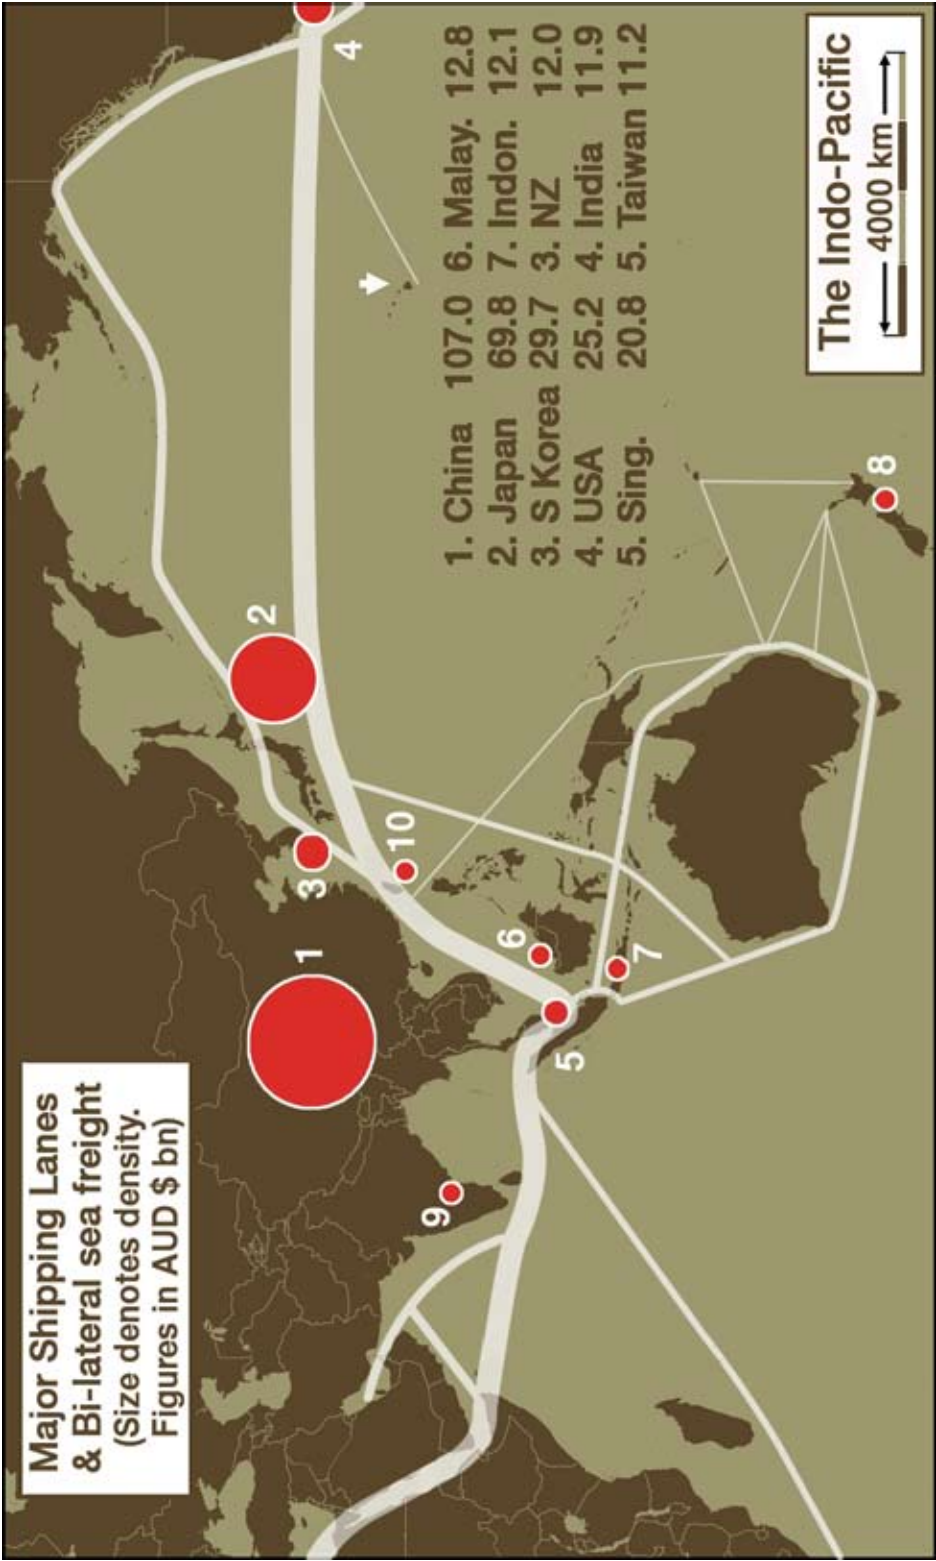 Major Shipping Lanes
& Bi-lateral sea freight
(Size denotes density.
Figures in AUD $ bn)
1
2
3
4
5
6
7
8
9
10
1. China 107.0 6. Malay. 12.8
2. Japan 69.8 7. Indon. 12.1
3. S Korea 29.7 3. NZ 12.0
4. USA 25.2 4. India 11.9
5. Sing. 20.8 5. Taiwan 11.2
The Indo-Pacific
4000 km